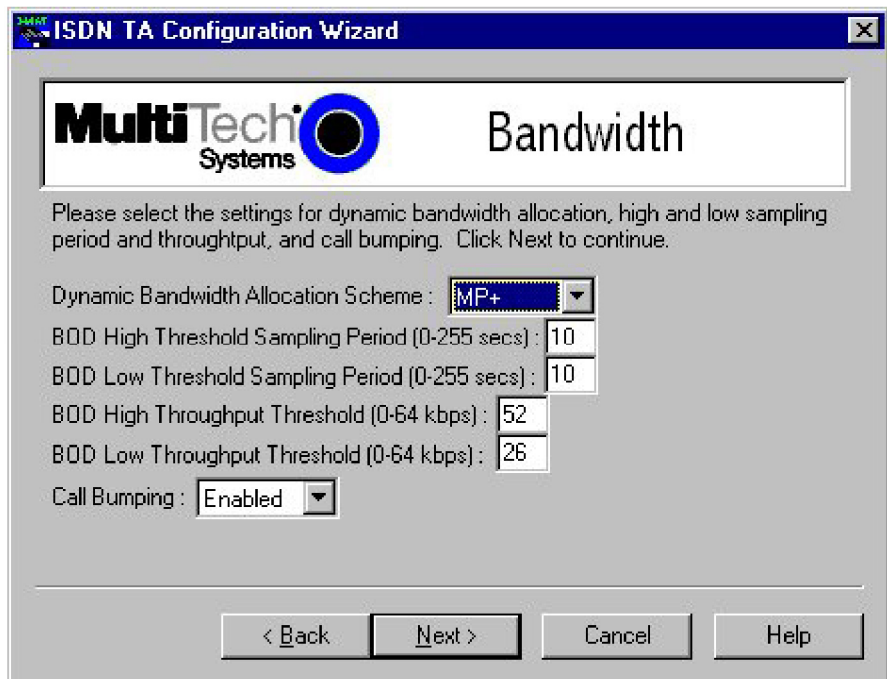 ISDN TA Configuration Wizard
MultiTech
Systems
Bandwidth
Please select the settings for dynamic bandwidth allocation, high and low sampling
period and throughtput, and call bumping. Click Next to continue.
Dynamic Bandwidth Allocation Scheme : MP+
BOD High Threshold Sampling Period (0-255 secs) : 10
BOD Low Threshold Sampling Period (0-255 secs) : 10
BOD High Throughput Threshold (0-64 kbps) : 52
BOD Low Throughput Threshold (0-64 kbps) : 26
Call Bumping : Enabled
< Back Next > Cancel Help